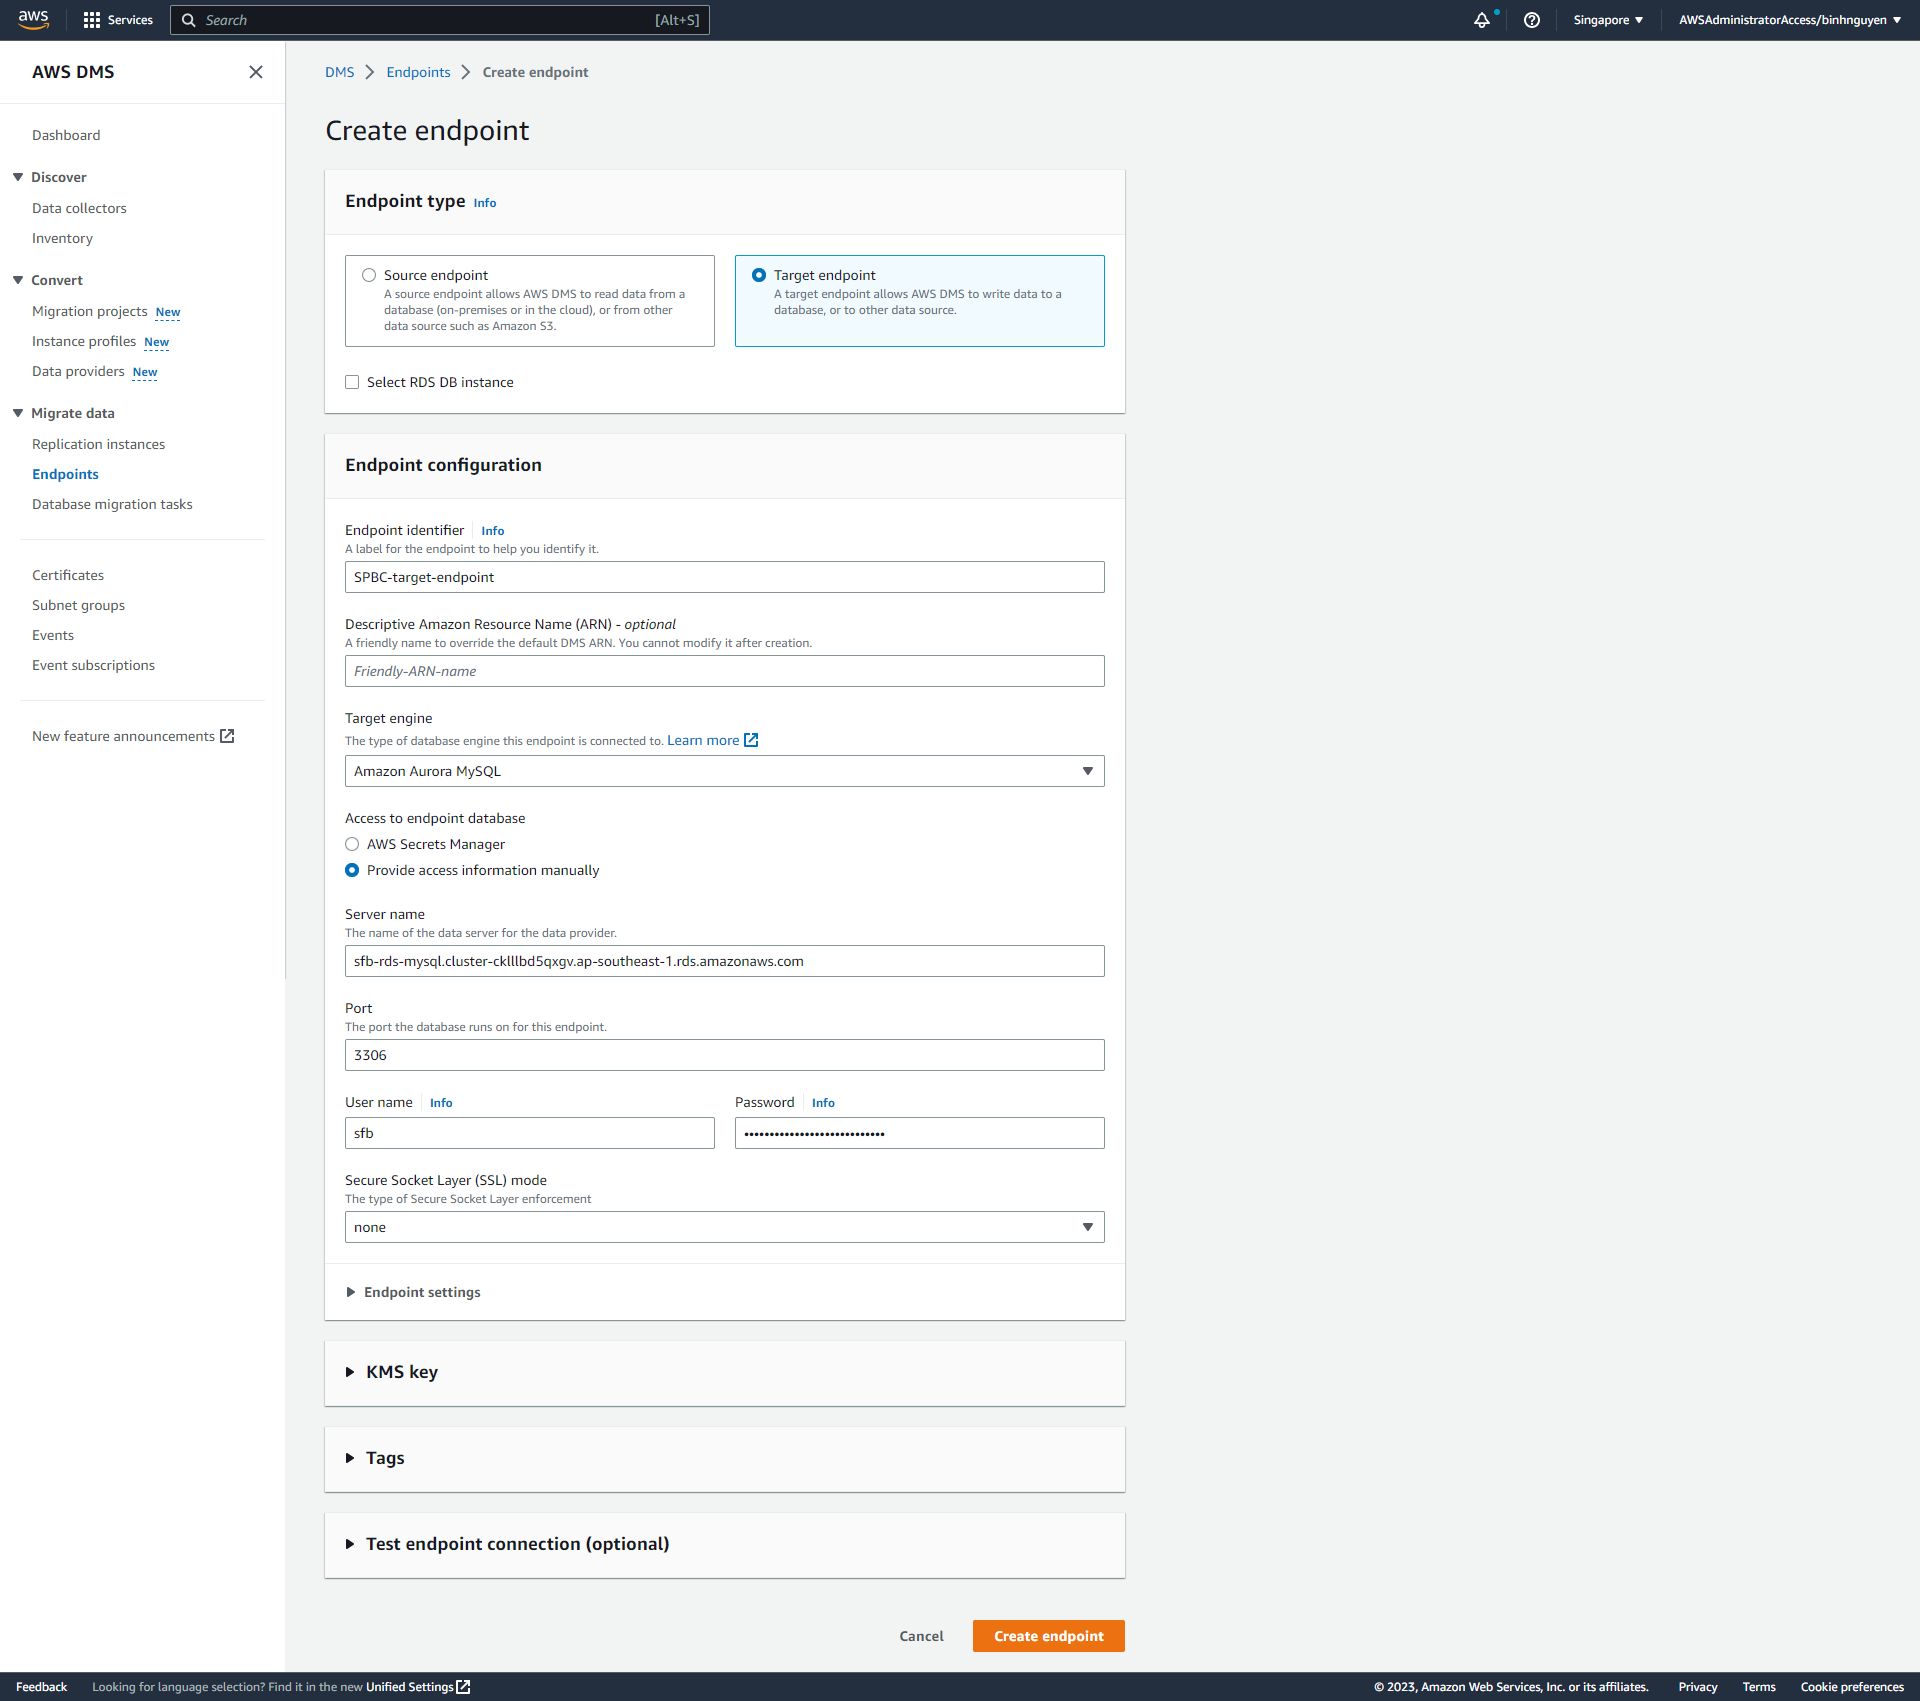 aws
Services
Search
[Alt+S]
Singapore
AWSAdministratorAccess/binhnguyen
AWS DMS
Dashboard
Discover
Data collectors
Inventory
Convert
Migration projects New
Instance profiles New
Data providers New
Migrate data
Replication instances
Endpoints
Database migration tasks
Certificates
Subnet groups
Events
Event subscriptions
New feature announcements
DMS
Endpoints
Create endpoint
Create endpoint
Endpoint type Info
Source endpoint
A source endpoint allows AWS DMS to read data from a
database (on-premises or in the cloud), or from other
data source such as Amazon S3.
Target endpoint
A target endpoint allows AWS DMS to write data to a
database, or to other data source.
Select RDS DB instance
Endpoint configuration
Endpoint identifier Info
A label for the endpoint to help you identify it.
SPBC-target-endpoint
Descriptive Amazon Resource Name (ARN) - optional
A friendly name to override the default DMS ARN. You cannot modify it after creation.
Friendly-ARN-name
Target engine
The type of database engine this endpoint is connected to. Learn more
Amazon Aurora MySQL
Access to endpoint database
AWS Secrets Manager
Provide access information manually
Server name
The name of the data server for the data provider.
sfb-rds-mysql.cluster-cklllbd5qxgv.ap-southeast-1.rds.amazonaws.com
Port
The port the database runs on for this endpoint.
3306
User name Info
sfb
Password Info
Secure Socket Layer (SSL) mode
The type of Secure Socket Layer enforcement
none
Endpoint settings
KMS key
Tags
Test endpoint connection (optional)
Cancel
Create endpoint
Feedback
Looking for language selection? Find it in the new Unified Settings
© 2023, Amazon Web Services, Inc. or its affiliates.
Privacy
Terms
Cookie preferences